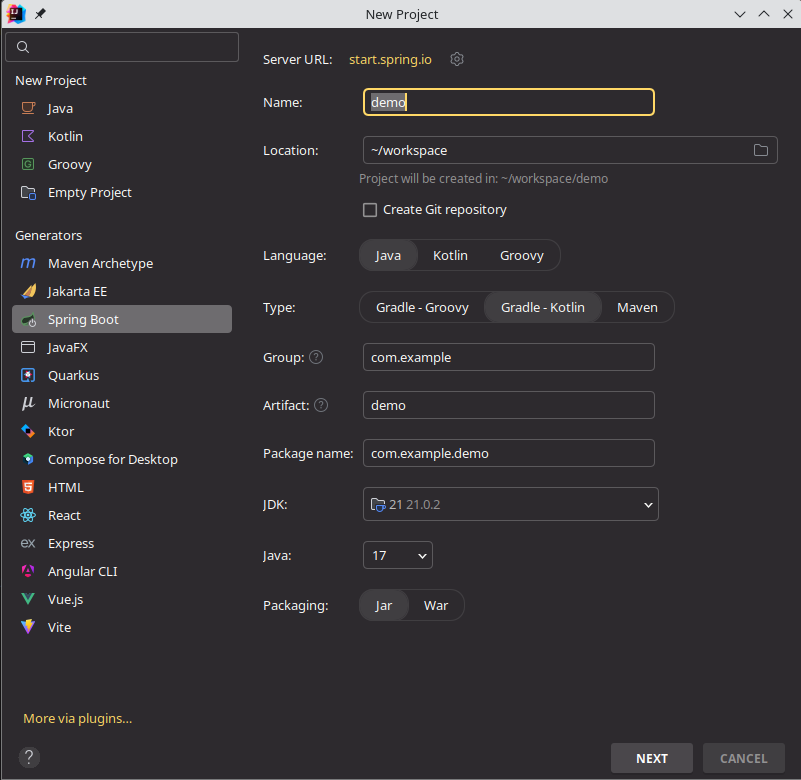 New Project
Server URL: start.spring.io
New Project
Name: demo
Java
Kotlin
Location: ~/workspace
Groovy
Project will be created in: ~/workspace/demo
Empty Project
Create Git repository
Generators
Language: Java Kotlin Groovy
Maven Archetype
Jakarta EE
Type: Gradle - Groovy Gradle - Kotlin Maven
Spring Boot
JavaFX
Group: ? com.example
Quarkus
Micronaut
Artifact: ? demo
Ktor
Package name: com.example.demo
Compose for Desktop
HTML
JDK: 21 21.0.2
React
ex Express
Java: 17
Angular CLI
Vue.js
Packaging: Jar War
Vite
More via plugins...
? NEXT CANCEL